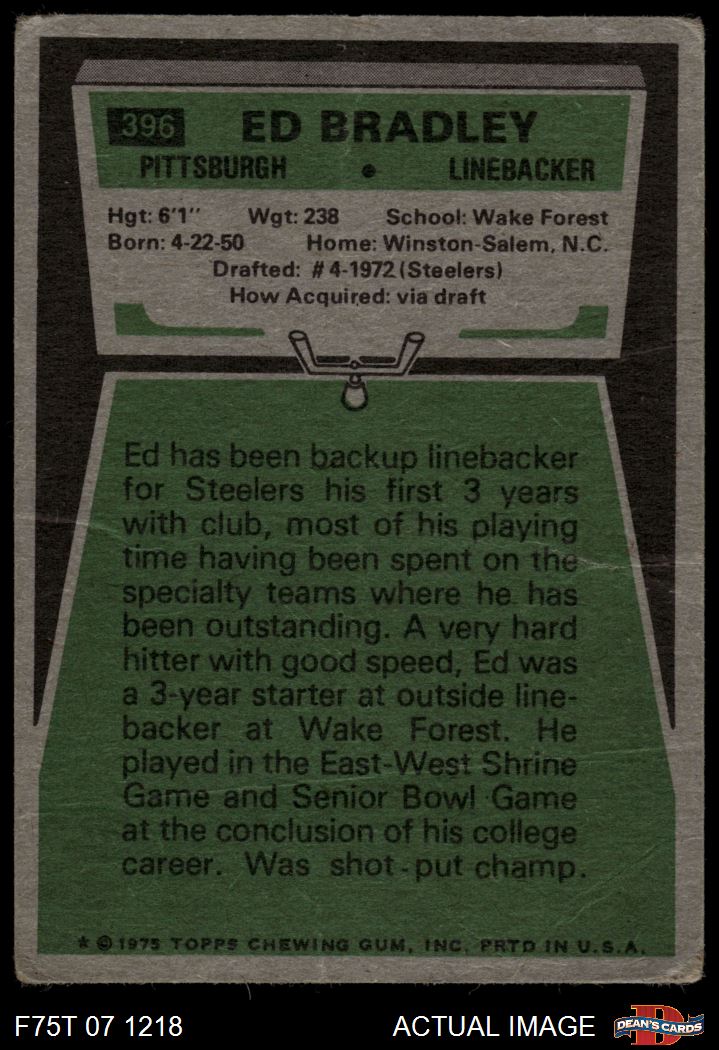 396 ED BRADLEY
PITTSBURGH • LINEBACKER
Hgt: 6'1" Wgt: 238 School: Wake Forest
Born: 4-22-50 Home: Winston-Salem, N.C.
Drafted: #4-1972 (Steelers)
How Acquired: via draft
Ed has been backup linebacker
for Steelers his first 3 years
with club, most of his playing
time having been spent on the
specialty teams where he has
been outstanding. A very hard
hitter with good speed, Ed was
a 3-year starter at outside line-
backer at Wake Forest. He
played in the East-West Shrine
Game and Senior Bowl Game
at the conclusion of his college
career. Was shot-put champ.
* © 1975 TOPPS CHEWING GUM, INC. PRTD IN U.S.A.
F75T 07 1218 ACTUAL IMAGE D DEAN'S CARDS